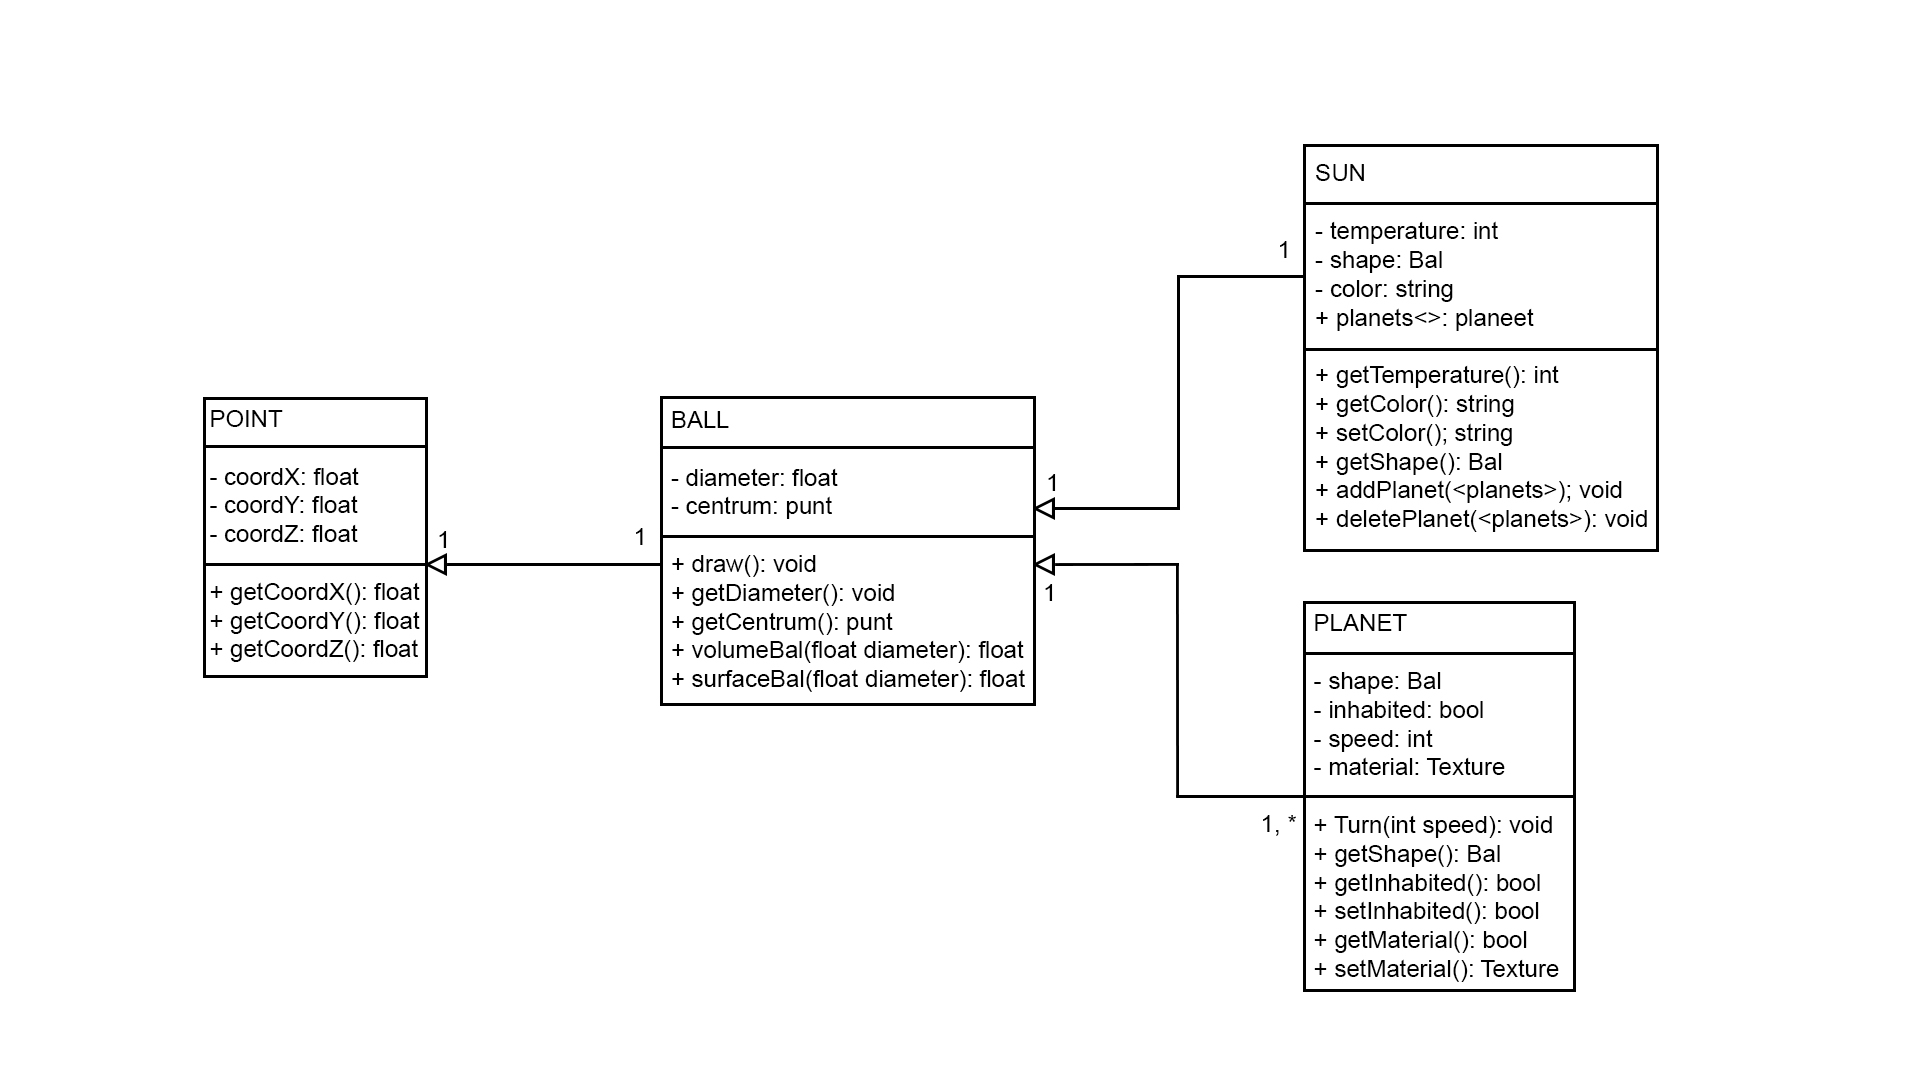 POINT
- coordX: float
- coordY: float
- coordZ: float
+ getCoordX(): float
+ getCoordY(): float
+ getCoordZ(): float
1
1
BALL
- diameter: float
- centrum: punt
+ draw(): void
+ getDiameter(): void
+ getCentrum(): punt
+ volumeBal(float diameter): float
+ surfaceBal(float diameter): float
1
1
1
SUN
- temperature: int
- shape: Bal
- color: string
+ planets<>: planeet
+ getTemperature(): int
+ getColor(): string
+ setColor(); string
+ getShape(): Bal
+ addPlanet(<planets>); void
+ deletePlanet(<planets>): void
1, *
PLANET
- shape: Bal
- inhabited: bool
- speed: int
- material: Texture
+ Turn(int speed): void
+ getShape(): Bal
+ getInhabited(): bool
+ setInhabited(): bool
+ getMaterial(): bool
+ setMaterial(): Texture